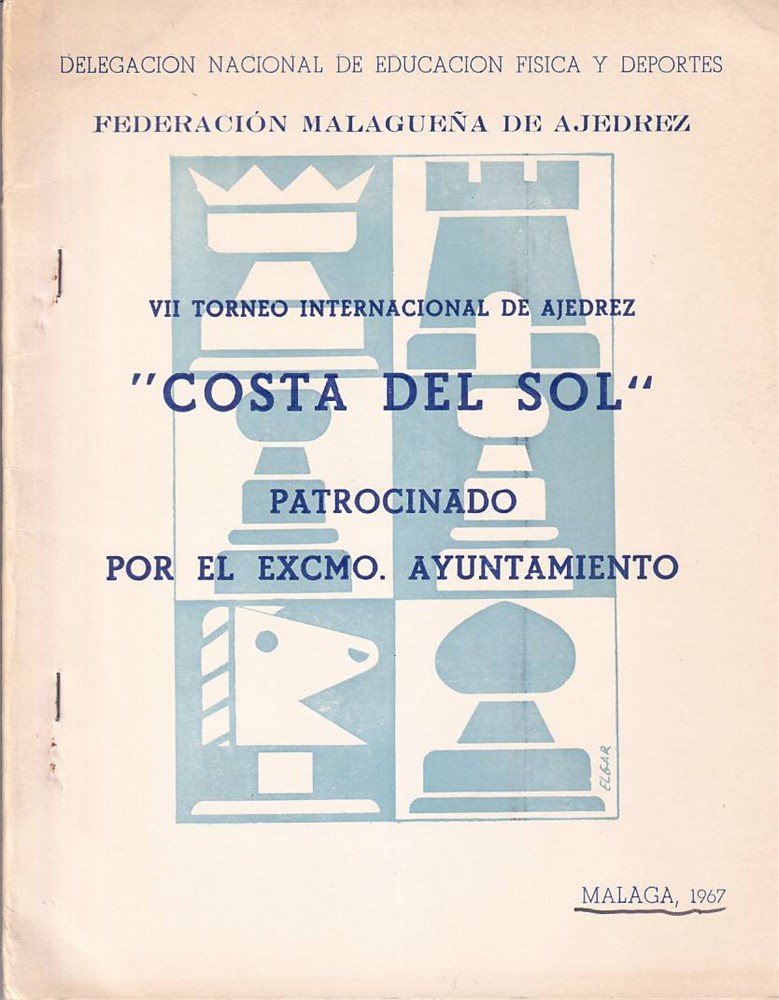 DELEGACION NACIONAL DE EDUCACION FISICA Y DEPORTES
FEDERACIÓN MALAGUEÑA DE AJEDREZ
VII TORNEO INTERNACIONAL DE AJEDREZ
"COSTA DEL SOL"
PATROCINADO
POR EL EXCMO. AYUNTAMIENTO
ELGAR
MALAGA, 1967